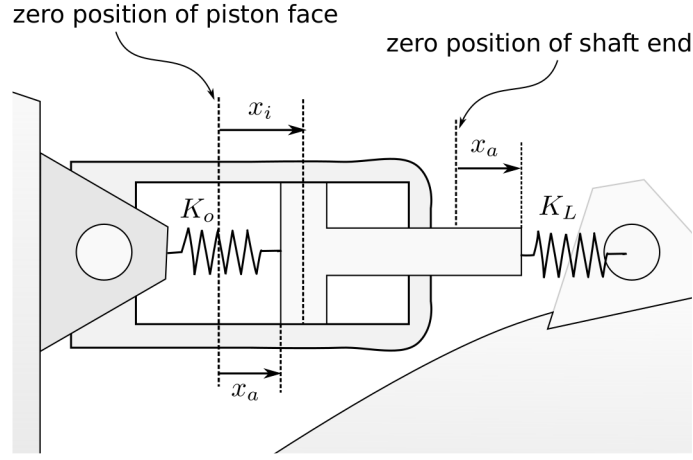 zero position of piston face
zero position of shaft end
x_i
x_a
K_o
K_L
x_a